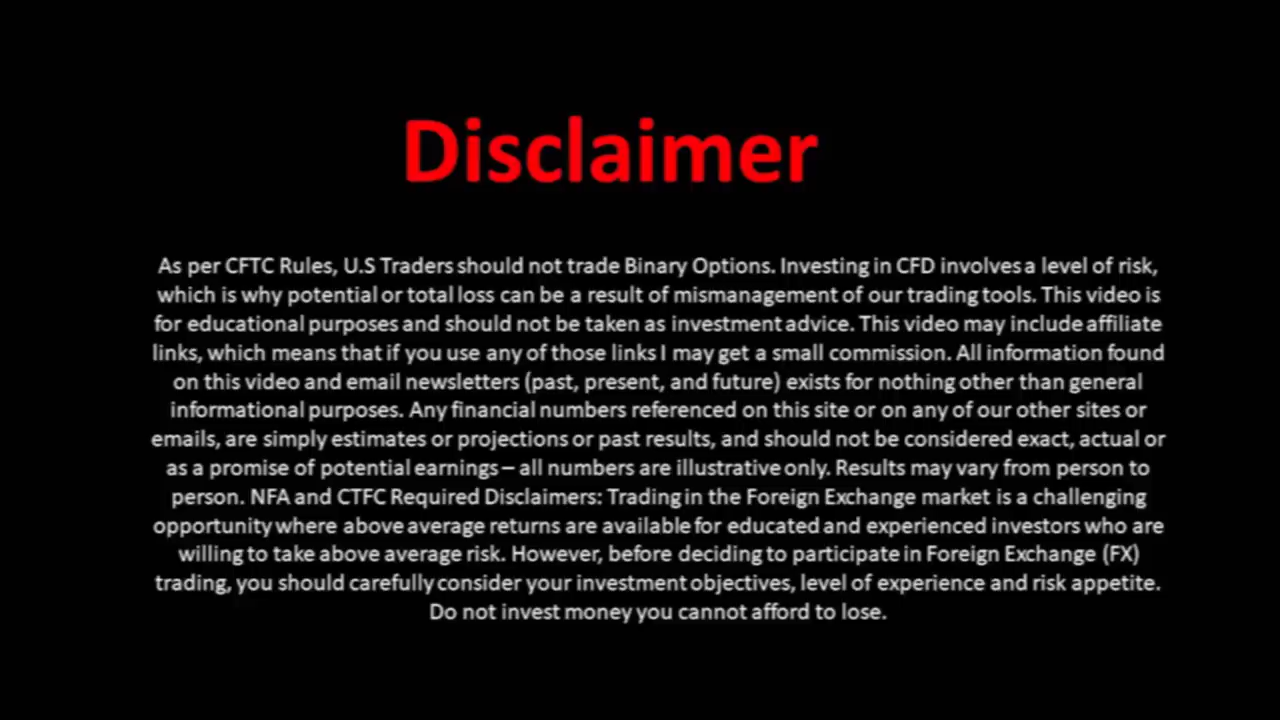 Disclaimer
As per CFTC Rules, U.S Traders should not trade Binary Options. Investing in CFD involves a level of risk,
which is why potential or total loss can be a result of mismanagement of our trading tools. This video is
for educational purposes and should not be taken as investment advice. This video may include affiliate
links, which means that if you use any of those links I may get a small commission. All information found
on this video and email newsletters (past, present, and future) exists for nothing other than general
informational purposes. Any financial numbers referenced on this site or on any of our other sites or
emails, are simply estimates or projections or past results, and should not be considered exact, actual or
as a promise of potential earnings – all numbers are illustrative only. Results may vary from person to
person. NFA and CTFC Required Disclaimers: Trading in the Foreign Exchange market is a challenging
opportunity where above average returns are available for educated and experienced investors who are
willing to take above average risk. However, before deciding to participate in Foreign Exchange (FX)
trading, you should carefully consider your investment objectives, level of experience and risk appetite.
Do not invest money you cannot afford to lose.